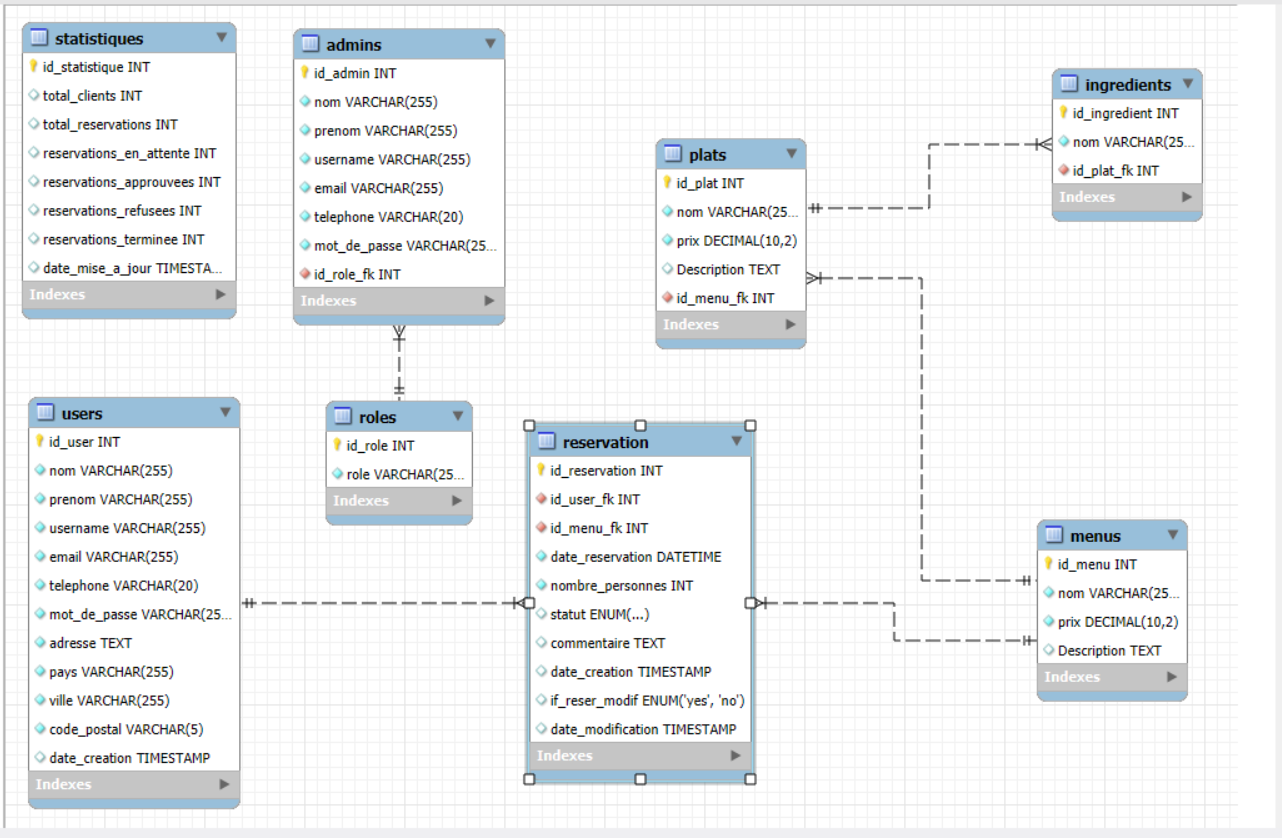 statistiques
id_statistique INT
total_clients INT
total_reservations INT
reservations_en_attente INT
reservations_approuvees INT
reservations_refusees INT
reservations_terminee INT
date_mise_a_jour TIMESTA...
Indexes
admins
id_admin INT
nom VARCHAR(255)
prenom VARCHAR(255)
username VARCHAR(255)
email VARCHAR(255)
telephone VARCHAR(20)
mot_de_passe VARCHAR(25...
id_role_fk INT
Indexes
plats
id_plat INT
nom VARCHAR(25...
prix DECIMAL(10,2)
Description TEXT
id_menu_fk INT
Indexes
ingredients
id_ingredient INT
nom VARCHAR(25...
id_plat_fk INT
Indexes
users
id_user INT
nom VARCHAR(255)
prenom VARCHAR(255)
username VARCHAR(255)
email VARCHAR(255)
telephone VARCHAR(20)
mot_de_passe VARCHAR(25...
adresse TEXT
pays VARCHAR(255)
ville VARCHAR(255)
code_postal VARCHAR(5)
date_creation TIMESTAMP
Indexes
roles
id_role INT
role VARCHAR(25...
Indexes
reservation
id_reservation INT
id_user_fk INT
id_menu_fk INT
date_reservation DATETIME
nombre_personnes INT
statut ENUM(...)
commentaire TEXT
date_creation TIMESTAMP
if_reser_modif ENUM('yes', 'no')
date_modification TIMESTAMP
Indexes
menus
id_menu INT
nom VARCHAR(25...
prix DECIMAL(10,2)
Description TEXT
Indexes